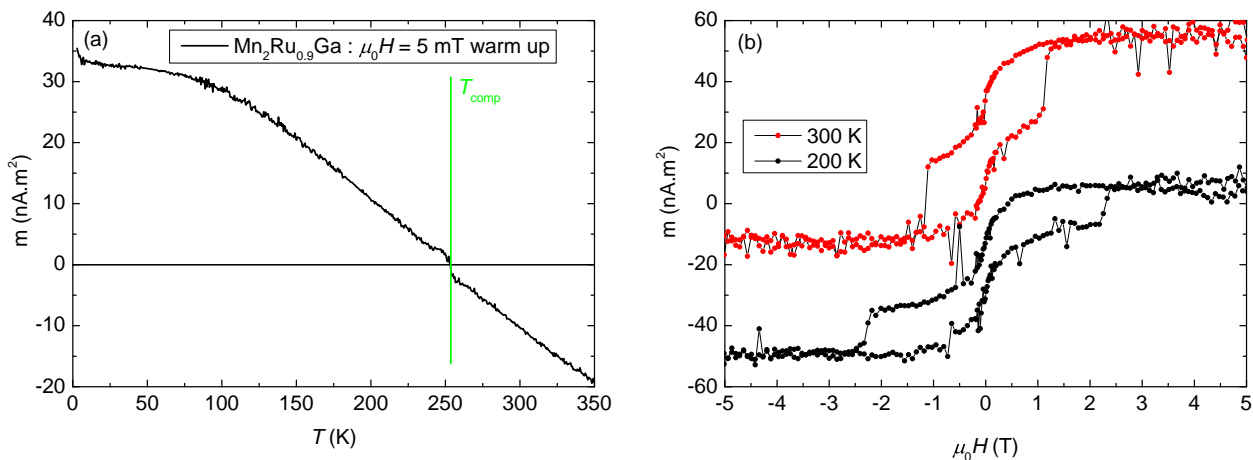 (a)
Mn₂Ru₀.₉Ga : μ₀H = 5 mT warm up
T_comp
40
30
20
10
0
-10
-20
m (nA.m²)
0 50 100 150 200 250 300 350
T (K)
(b)
300 K
200 K
60
40
20
0
-20
-40
-60
m (nA.m²)
-5 -4 -3 -2 -1 0 1 2 3 4 5
μ₀H (T)